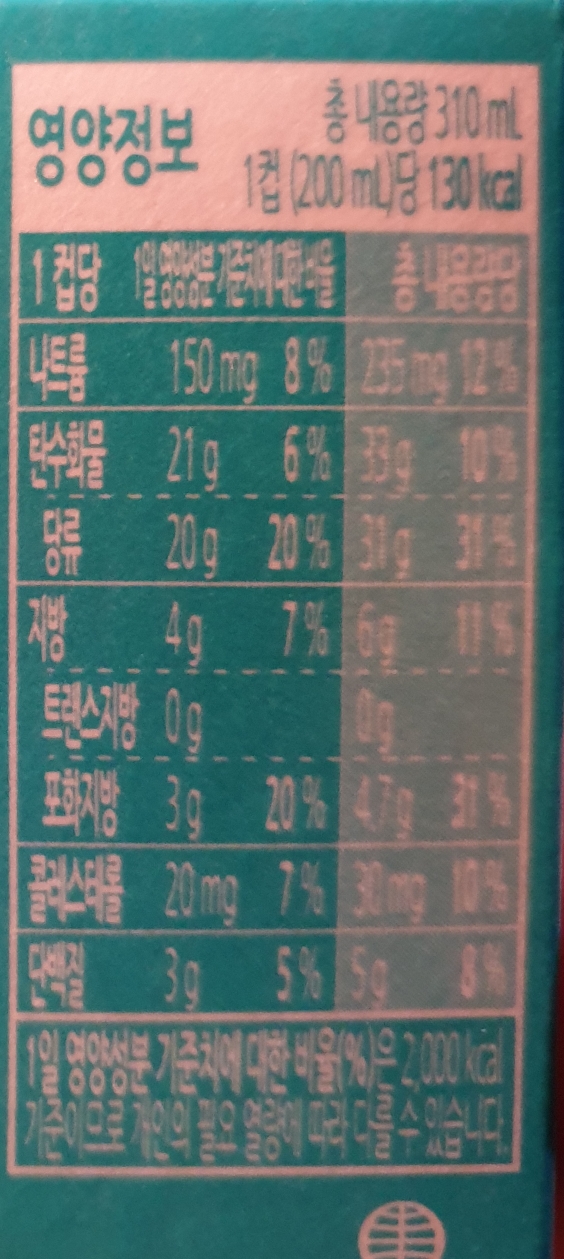 영양정보
총 내용량 310 mL
1컵 (200 mL)당 130 kcal
1 컵당 1일 영양성분 기준치에 대한 비율 총 내용량당
나트륨 150 mg 8 % 235 mg 12 %
탄수화물 21 g 6 % 33 g 10 %
당류 20 g 20 % 31 g 31 %
지방 4 g 7 % 6 g 11 %
트랜스지방 0 g 0 g
포화지방 3 g 20 % 4.7 g 31 %
콜레스테롤 20 mg 7 % 30 mg 10 %
단백질 3 g 5 % 5 g 8 %
1일 영양성분 기준치에 대한 비율(%)은 2,000 kcal
기준이므로 개인의 필요 열량에 따라 다를 수 있습니다.